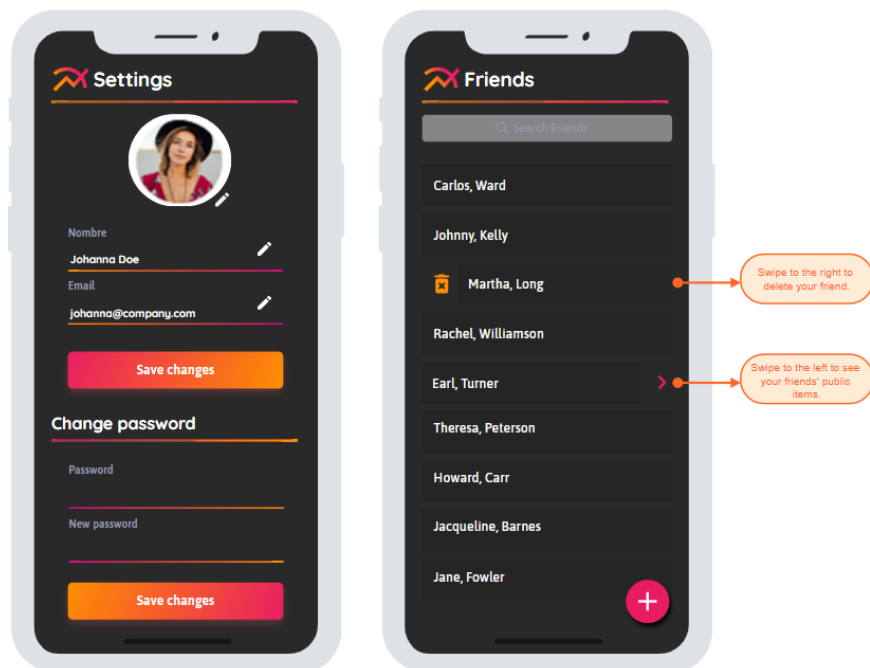 Settings
Nombre
Johanna Doe
Email
johanna@company.com
Save changes
Change password
Password
New password
Save changes
Friends
Search Friends
Carlos, Ward
Johnny, Kelly
Martha, Long
Rachel, Williamson
Earl, Turner
Theresa, Peterson
Howard, Carr
Jacqueline, Barnes
Jane, Fowler
Swipe to the right to
delete your friend.
Swipe to the left to see
your friends' public
items.